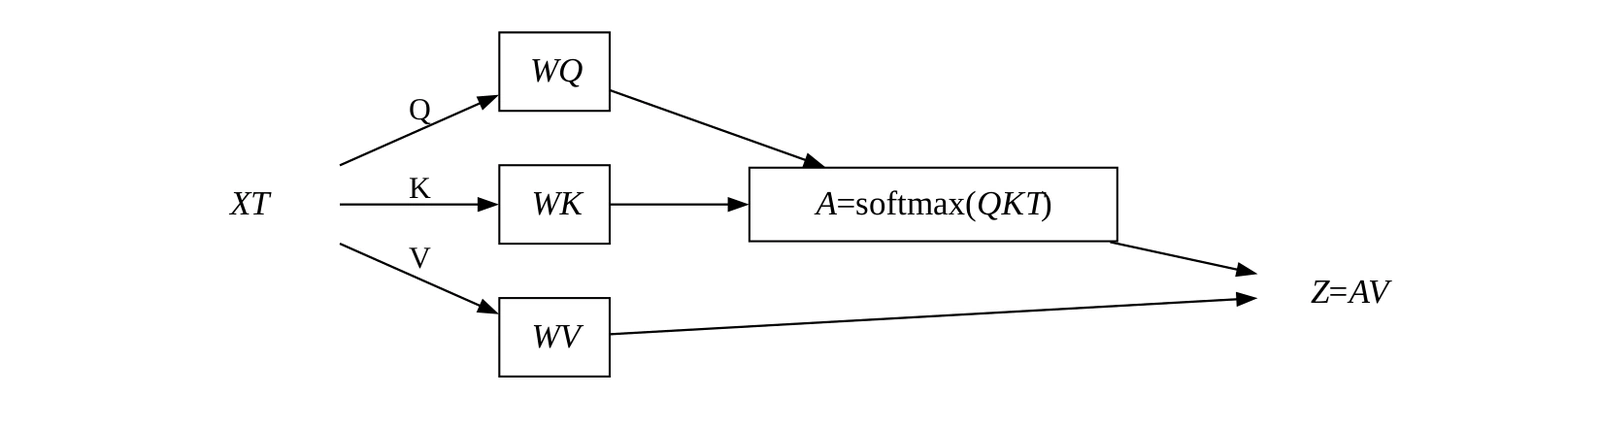 WQ
Q
K
XT
WK
A=softmax(QKT)
V
Z=AV
WV